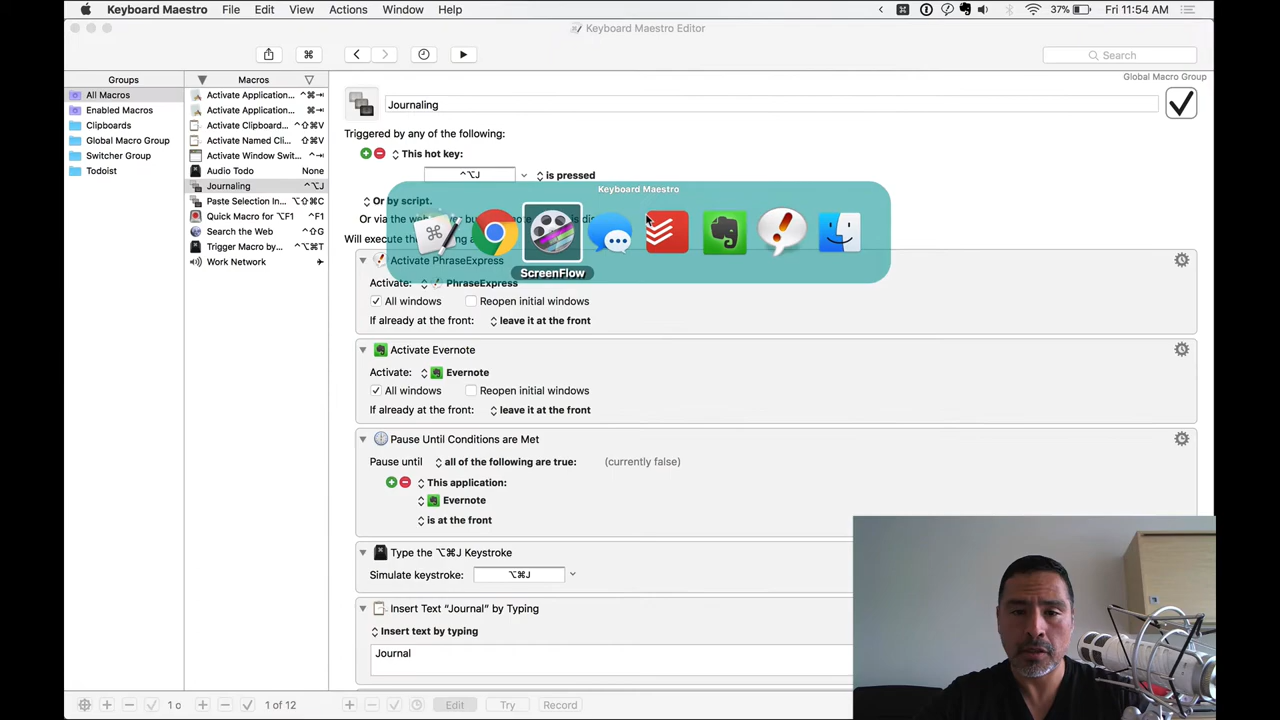 Keyboard Maestro File Edit View Actions Window Help 37% Fri 11:54 AM
Keyboard Maestro Editor
Search
Groups Macros Global Macro Group
All Macros
Enabled Macros
Clipboards
Global Macro Group
Switcher Group
Todoist
Activate Application... ^⌘⇥
Activate Application... ⌘⇥
Activate Clipboard... ^⇧⌘V
Activate Named Cli... ⇧⌘V
Activate Window Swit... ^⇥
Audio Todo None
Journaling ^⌥J
Paste Selection In... ⌥⇧⌘C
Quick Macro for ⌥F1 ^F1
Search the Web ^⇧G
Trigger Macro by... ^⌥⌘T
Work Network
Journaling
Triggered by any of the following:
This hot key:
^⌥J is pressed
Or by script.
Or via the web
Will execute the
Keyboard Maestro
ScreenFlow
Activate PhraseExpress
Activate: PhraseExpress
All windows Reopen initial windows
If already at the front: leave it at the front
Activate Evernote
Activate: Evernote
All windows Reopen initial windows
If already at the front: leave it at the front
Pause Until Conditions are Met
Pause until all of the following are true: (currently false)
This application:
Evernote
is at the front
Type the ⌥⌘J Keystroke
Simulate keystroke: ⌥⌘J
Insert Text “Journal” by Typing
Insert text by typing
Journal
1 1 of 12 Edit Try Record